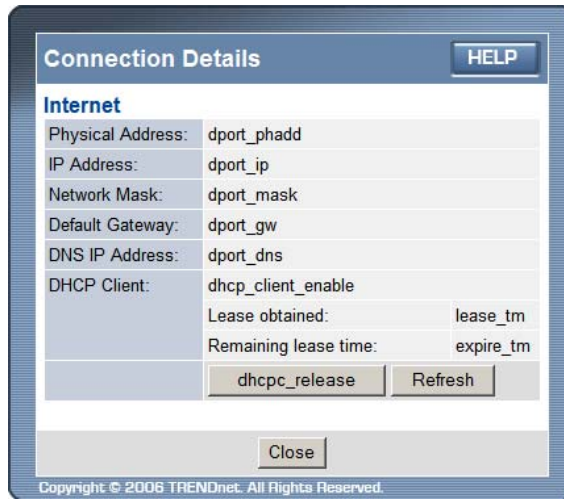 Connection Details HELP
Internet
Physical Address: dport_phadd
IP Address: dport_ip
Network Mask: dport_mask
Default Gateway: dport_gw
DNS IP Address: dport_dns
DHCP Client: dhcp_client_enable
Lease obtained: lease_tm
Remaining lease time: expire_tm
dhcpc_release Refresh
Close
Copyright © 2006 TRENDnet. All Rights Reserved.